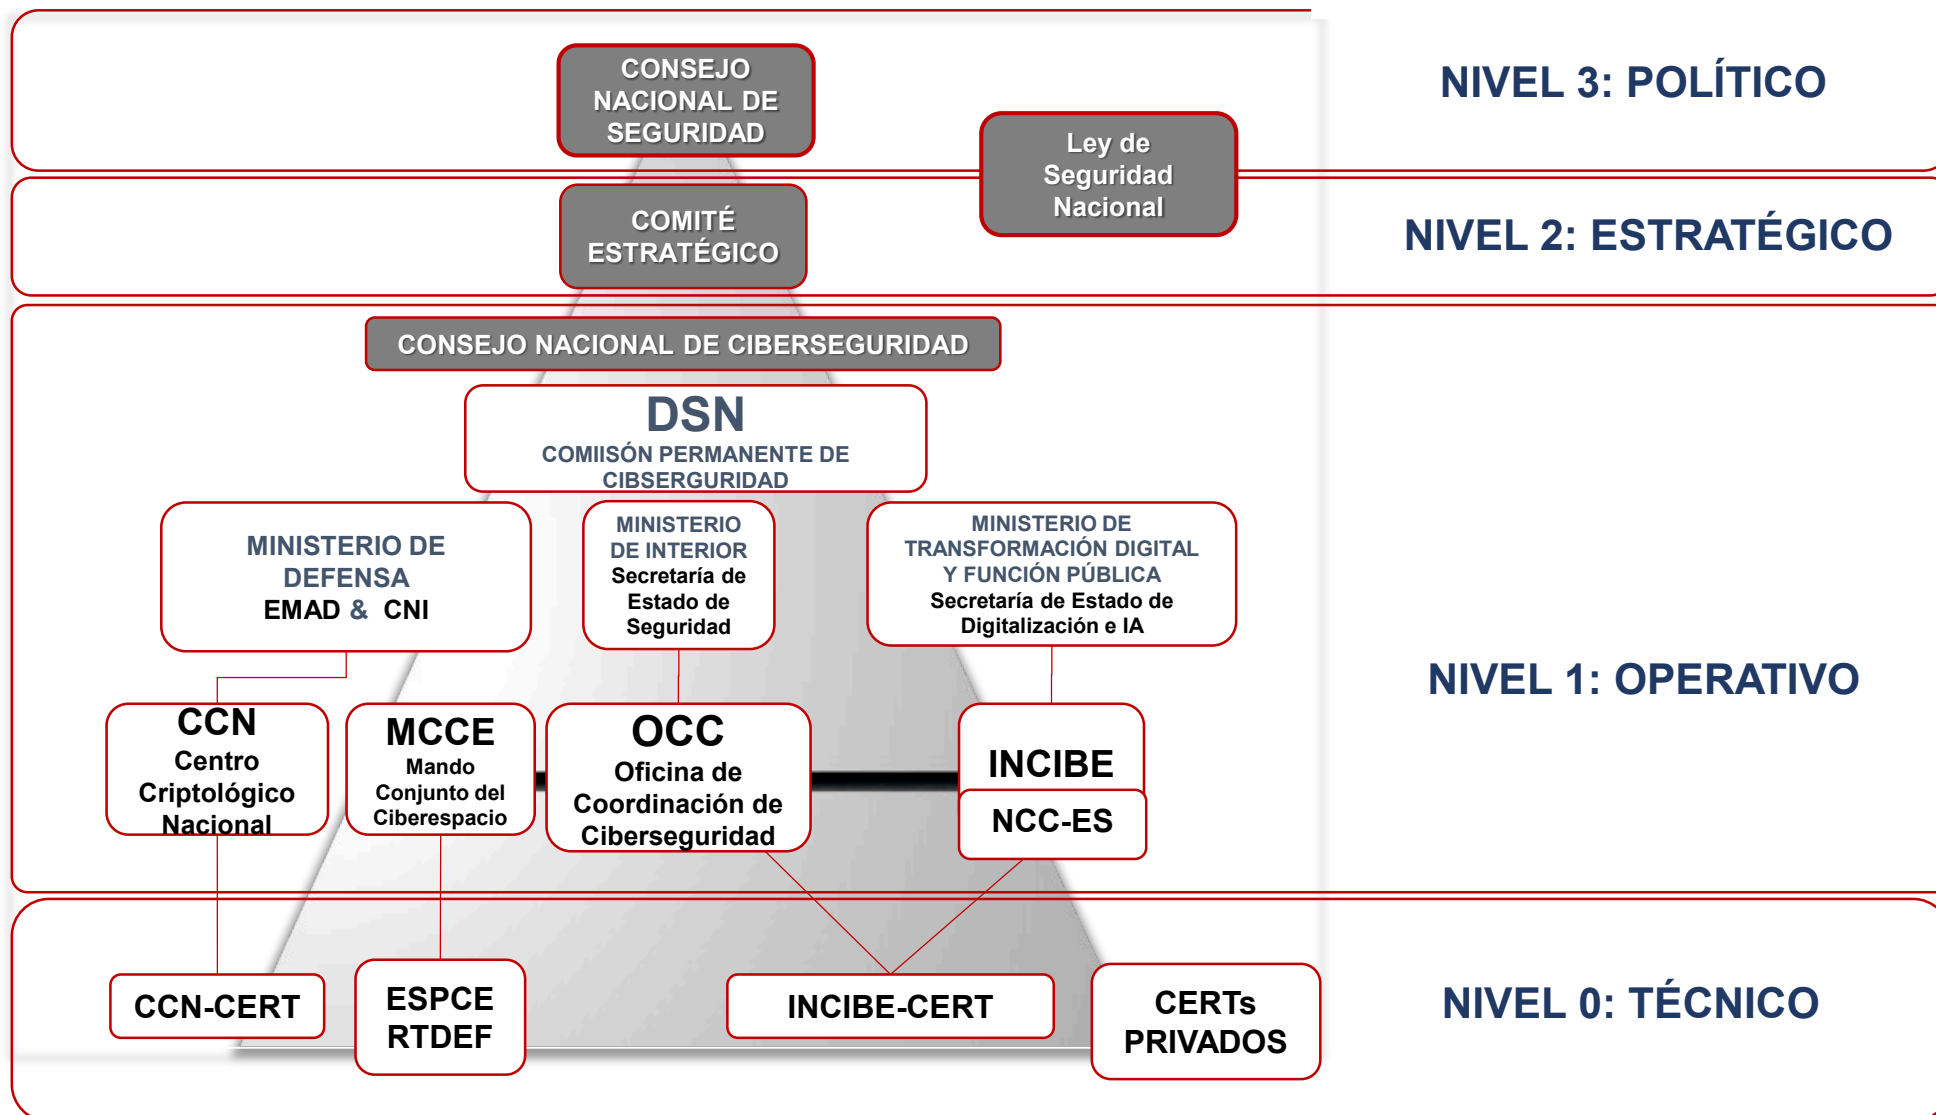 CONSEJO
NACIONAL DE
SEGURIDAD
NIVEL 3: POLÍTICO
Ley de
Seguridad
Nacional
COMITÉ
ESTRATÉGICO
NIVEL 2: ESTRATÉGICO
CONSEJO NACIONAL DE CIBERSEGURIDAD
DSN
COMIISÓN PERMANENTE DE
CIBSERGURIDAD
MINISTERIO DE
DEFENSA
EMAD & CNI
MINISTERIO
DE INTERIOR
Secretaría de
Estado de
Seguridad
MINISTERIO DE
TRANSFORMACIÓN DIGITAL
Y FUNCIÓN PÚBLICA
Secretaría de Estado de
Digitalización e IA
NIVEL 1: OPERATIVO
CCN
Centro
Criptológico
Nacional
MCCE
Mando
Conjunto del
Ciberespacio
OCC
Oficina de
Coordinación de
Ciberseguridad
INCIBE
NCC-ES
CCN-CERT
ESPCE
RTDEF
INCIBE-CERT
CERTs
PRIVADOS
NIVEL 0: TÉCNICO